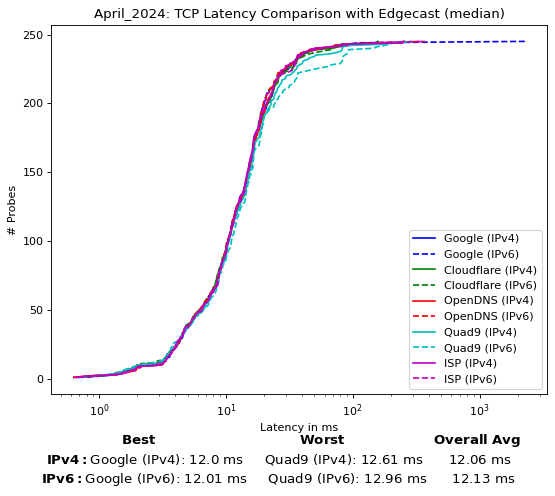 April_2024: TCP Latency Comparison with Edgecast (median)
250
200
150
100
50
0
# Probes
10^0
10^1
10^2
10^3
Latency in ms
Google (IPv4)
Google (IPv6)
Cloudflare (IPv4)
Cloudflare (IPv6)
OpenDNS (IPv4)
OpenDNS (IPv6)
Quad9 (IPv4)
Quad9 (IPv6)
ISP (IPv4)
ISP (IPv6)
Best Worst Overall Avg
IPv4: Google (IPv4): 12.0 ms Quad9 (IPv4): 12.61 ms 12.06 ms
IPv6: Google (IPv6): 12.01 ms Quad9 (IPv6): 12.96 ms 12.13 ms